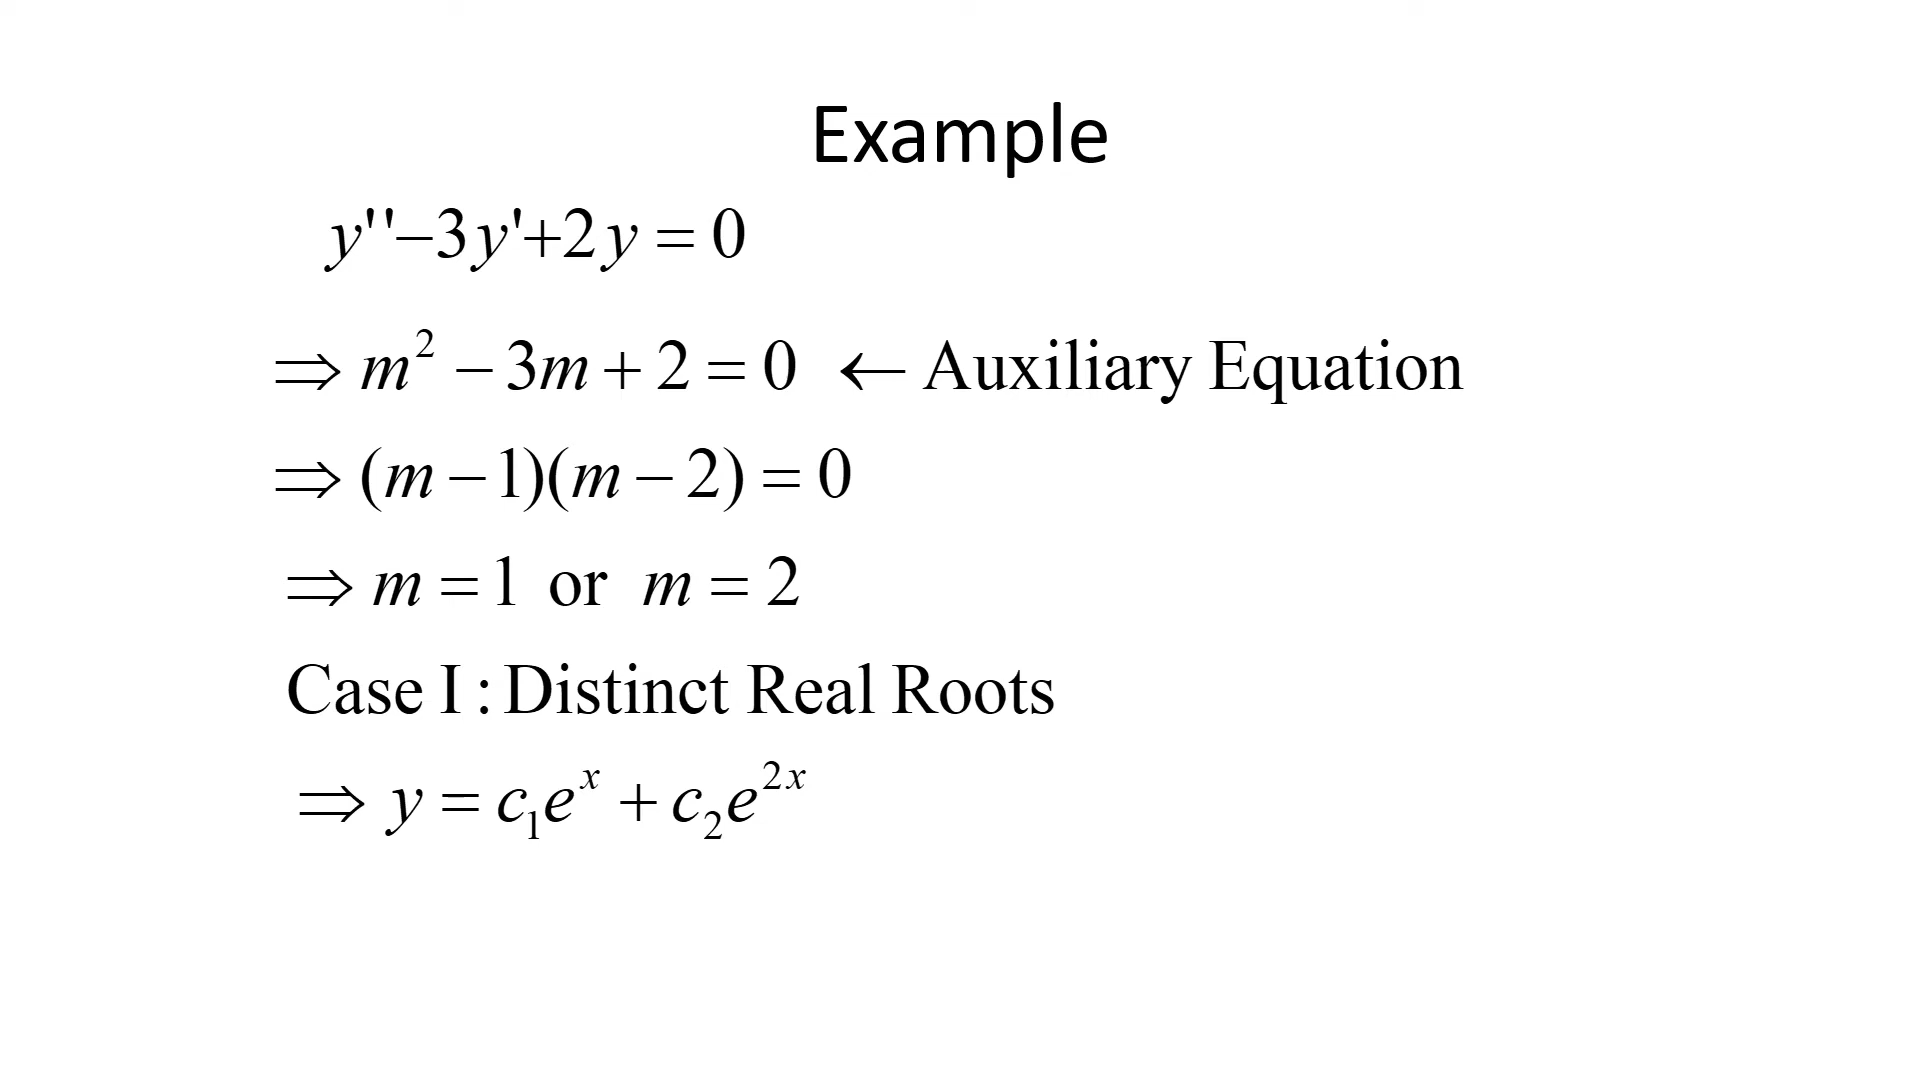 Example
y''−3y'+2y = 0
⇒ m² − 3m + 2 = 0 ← Auxiliary Equation
⇒ (m − 1)(m − 2) = 0
⇒ m = 1 or m = 2
Case I : Distinct Real Roots
⇒ y = c₁eˣ + c₂e²ˣ